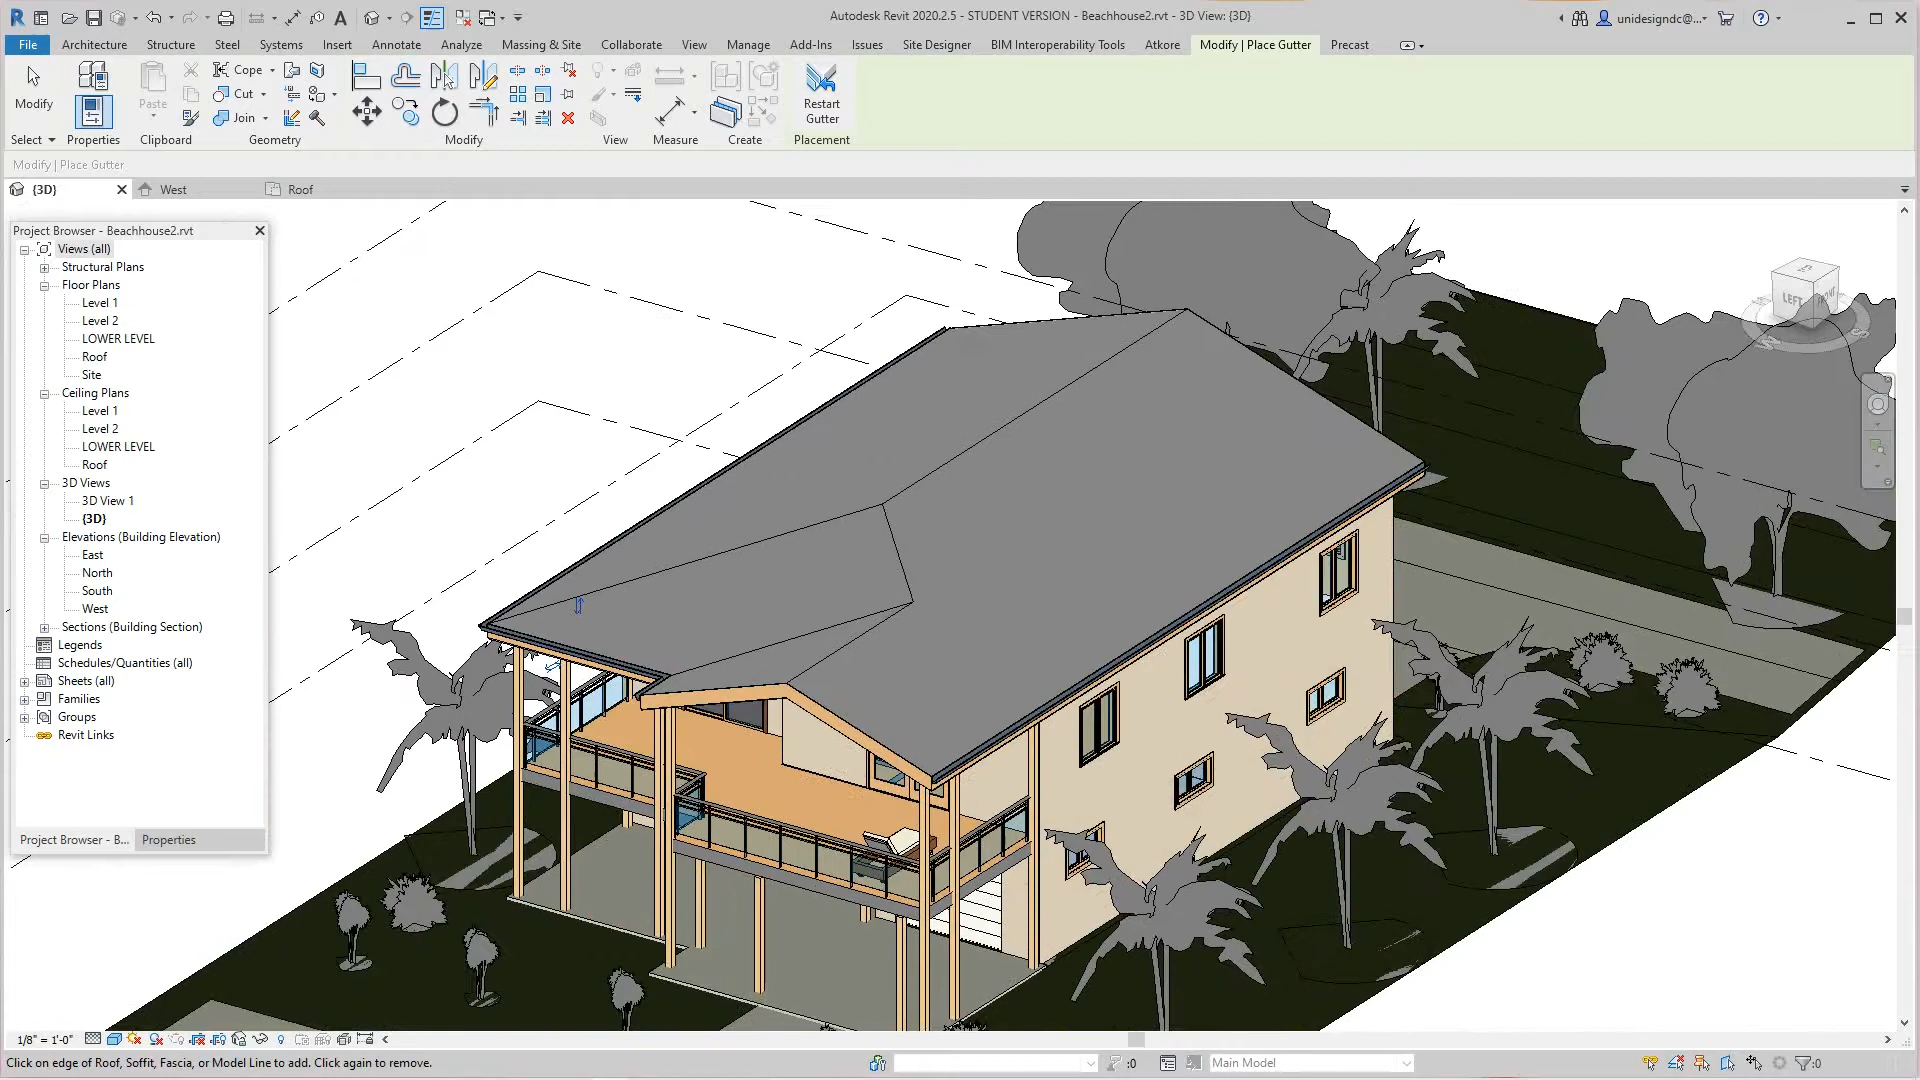 Autodesk Revit 2020.2.5 - STUDENT VERSION - Beachhouse2.rvt - 3D View: {3D}
unidesigndc@...
File Architecture Structure Steel Systems Insert Annotate Analyze Massing & Site Collaborate View Manage Add-Ins Issues Site Designer BIM Interoperability Tools Atkore Modify | Place Gutter Precast
Modify
Paste
Cope
Cut
Join
Restart
Gutter
Select Properties Clipboard Geometry Modify View Measure Create Placement
Modify | Place Gutter
{3D} West Roof
Project Browser - Beachhouse2.rvt
Views (all)
Structural Plans
Floor Plans
Level 1
Level 2
LOWER LEVEL
Roof
Site
Ceiling Plans
Level 1
Level 2
LOWER LEVEL
Roof
3D Views
3D View 1
{3D}
Elevations (Building Elevation)
East
North
South
West
Sections (Building Section)
Legends
Schedules/Quantities (all)
Sheets (all)
Families
Groups
Revit Links
Project Browser - B... Properties
LEFT
W
S
1/8" = 1'-0"
Click on edge of Roof, Soffit, Fascia, or Model Line to add. Click again to remove.
:0
Main Model
:0